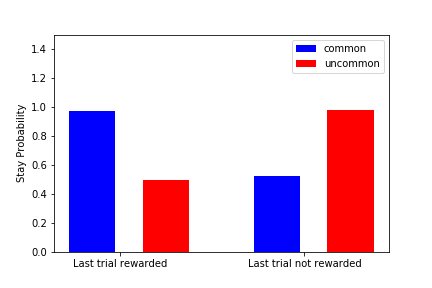 common
uncommon
Stay Probability
1.4
1.2
1.0
0.8
0.6
0.4
0.2
0.0
Last trial rewarded
Last trial not rewarded